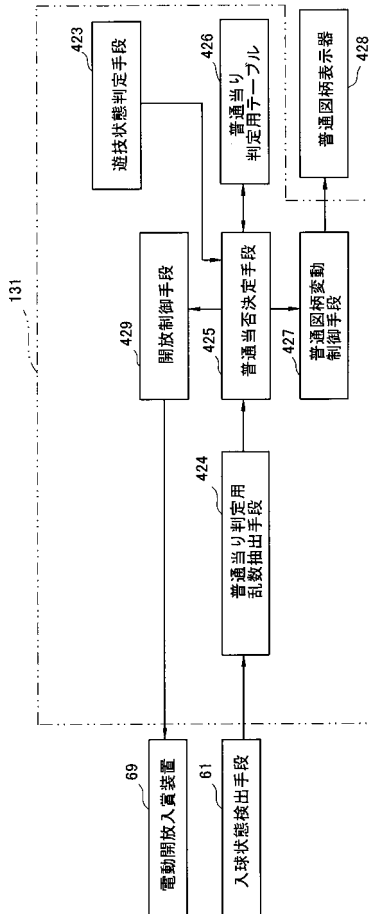 131
423
遊技状態判定手段
426
普通当り
判定用テーブル
428
普通図柄表示器
429
開放制御手段
425
普通当否決定手段
427
普通図柄変動
制御手段
424
普通当り判定用
乱数抽出手段
69
電動開放入賞装置
61
入球状態検出手段